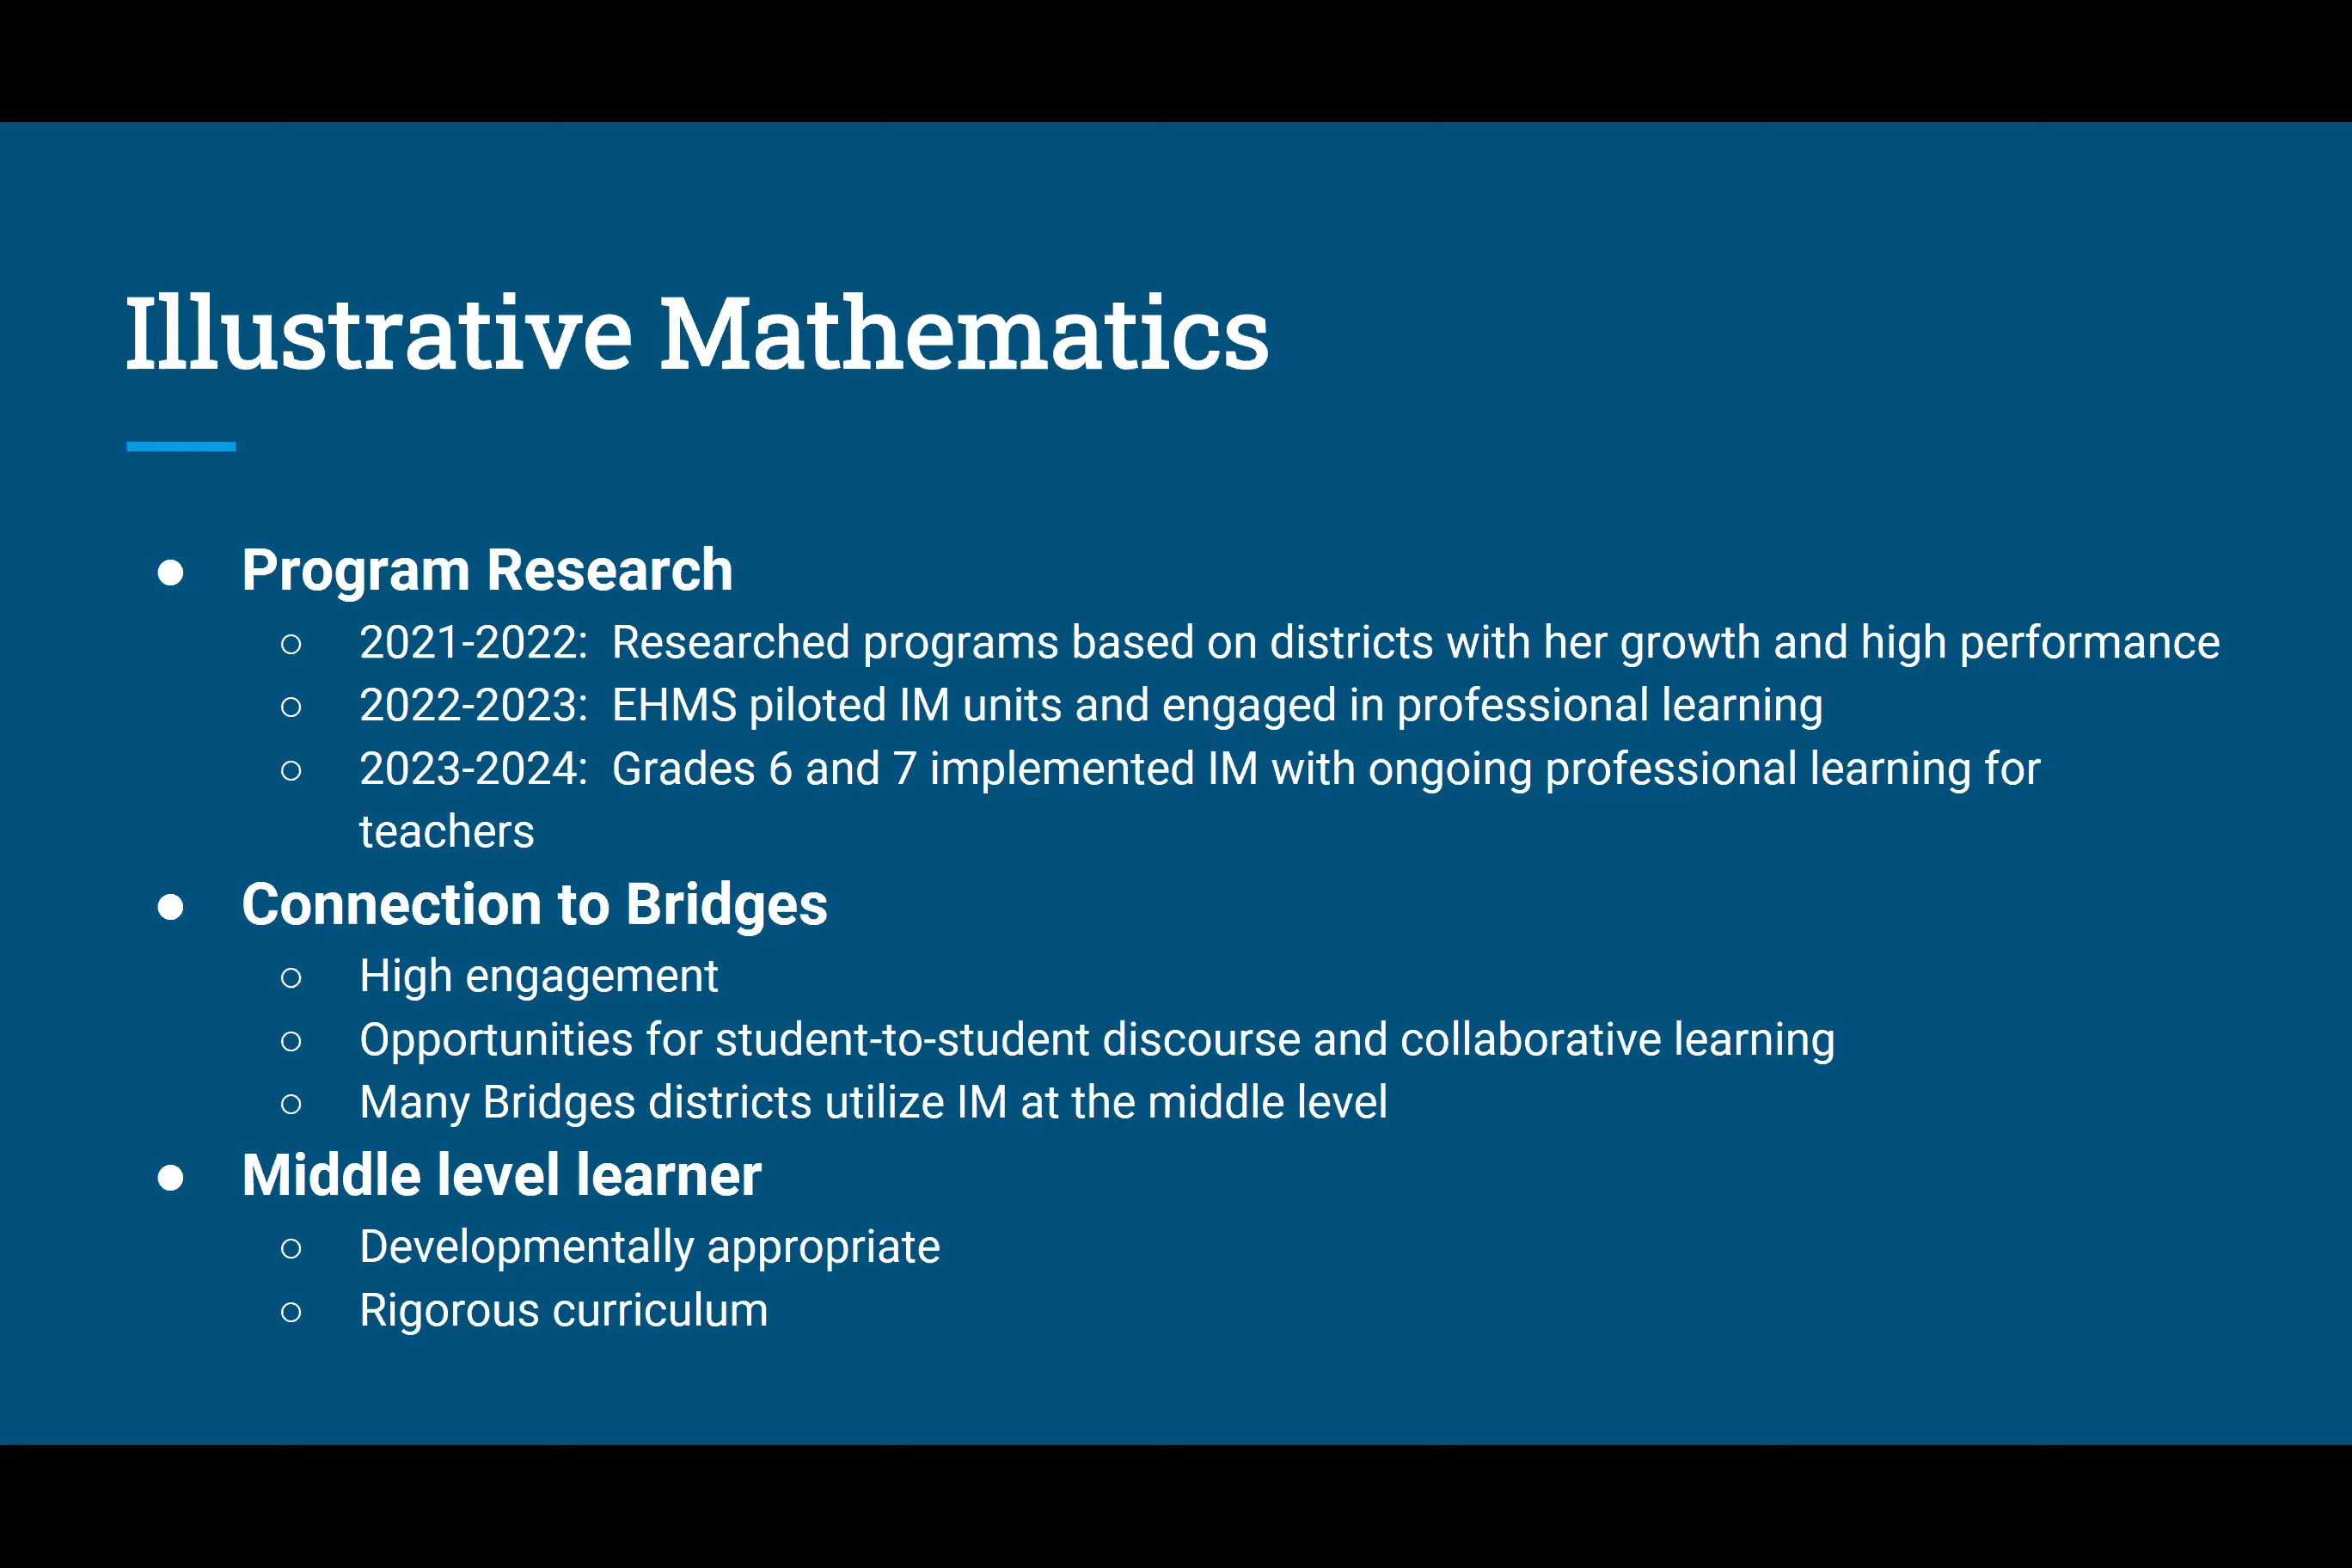 Illustrative Mathematics
● Program Research
○ 2021-2022:  Researched programs based on districts with her growth and high performance
○ 2022-2023:  EHMS piloted IM units and engaged in professional learning
○ 2023-2024:  Grades 6 and 7 implemented IM with ongoing professional learning for
teachers
● Connection to Bridges
○ High engagement
○ Opportunities for student-to-student discourse and collaborative learning
○ Many Bridges districts utilize IM at the middle level
● Middle level learner
○ Developmentally appropriate
○ Rigorous curriculum